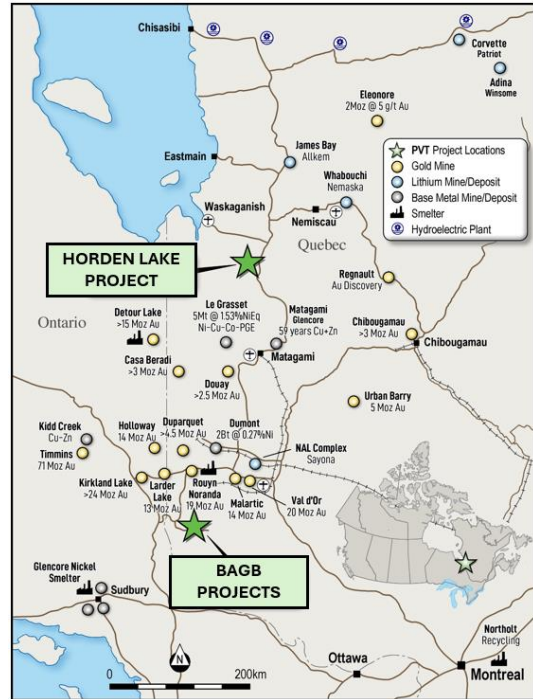 Chisasibi
Corvette
Patriot
Adina
Winsome
Eleonore
2Moz @ 5 g/t Au
PVT Project Locations
Gold Mine
Lithium Mine/Deposit
Base Metal Mine/Deposit
Smelter
Hydroelectric Plant
James Bay
Allkem
Eastmain
Whabouchi
Nemaska
Waskaganish
Nemiscau
Quebec
HORDEN LAKE
PROJECT
Regnault
Au Discovery
Ontario
Detour Lake
>15 Moz Au
Le Grasset
5Mt @ 1.53%NiEq
Ni-Cu-Co-PGE
Matagami
Glencore
59 years Cu+Zn
Chibougamau
>3 Moz Au
Chibougamau
Matagami
Casa Beradi
>3 Moz Au
Douay
>2.5 Moz Au
Urban Barry
5 Moz Au
Kidd Creek
Cu-Zn
Timmins
71 Moz Au
Holloway
14 Moz Au
Duparquet
>4.5 Moz Au
Dumont
2Bt @ 0.27%Ni
NAL Complex
Sayona
Kirkland Lake
>24 Moz Au
Larder
Lake
13 Moz Au
Rouyn
Noranda
19 Moz Au
Malartic
14 Moz Au
Val d'Or
20 Moz Au
BAGB
PROJECTS
Glencore Nickel
Smelter
Sudbury
Northolt
Recycling
N
0
200km
Ottawa
Montreal